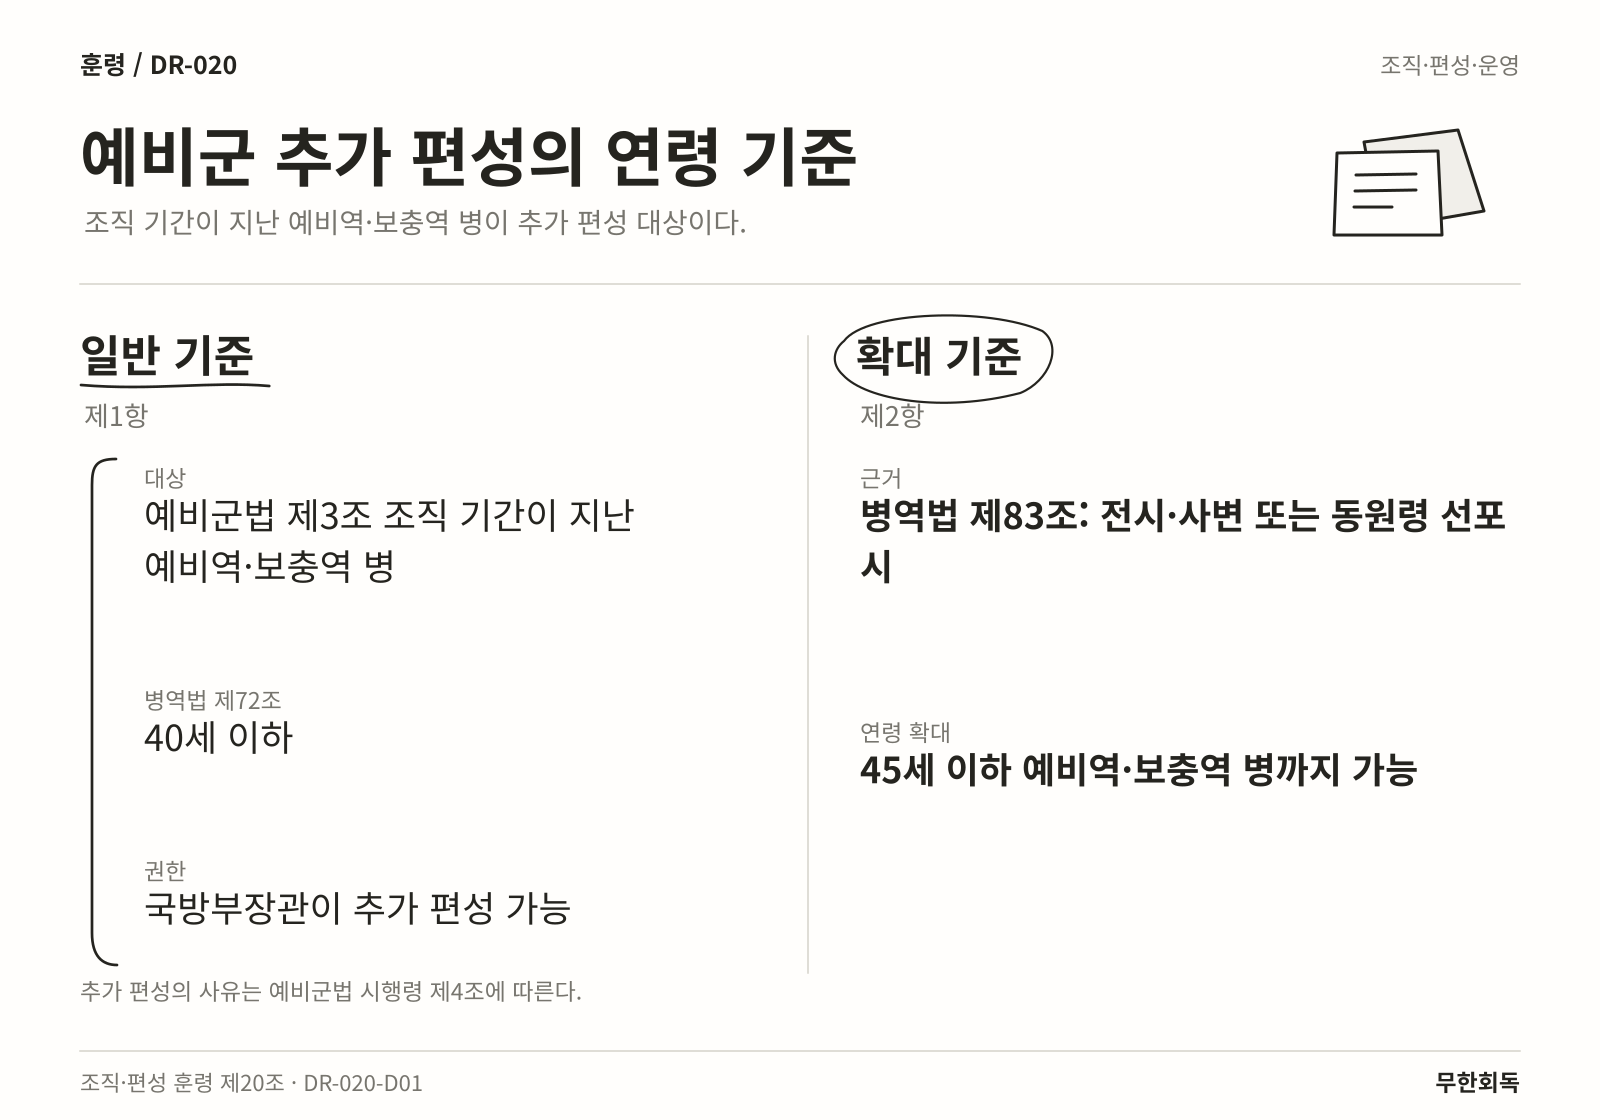 훈령 / DR-020
조직·편성·운영
예비군 추가 편성의 연령 기준
조직 기간이 지난 예비역·보충역 병이 추가 편성 대상이다.
일반 기준
제1항
대상
예비군법 제3조 조직 기간이 지난
예비역·보충역 병
병역법 제72조
40세 이하
권한
국방부장관이 추가 편성 가능
추가 편성의 사유는 예비군법 시행령 제4조에 따른다.
확대 기준
제2항
근거
병역법 제83조: 전시·사변 또는 동원령 선포
시
연령 확대
45세 이하 예비역·보충역 병까지 가능
조직·편성 훈령 제20조 · DR-020-D01
무한회독